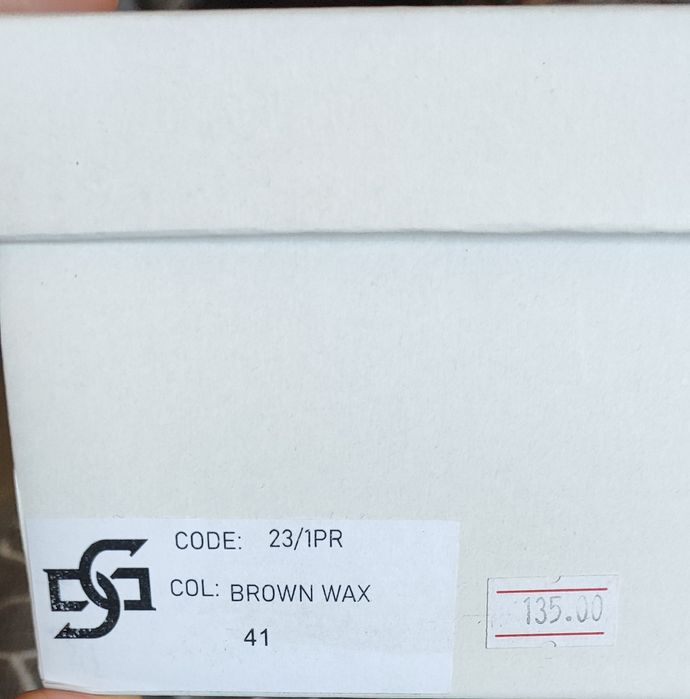 CODE: 23/1PR
COL: BROWN WAX
41
135.00